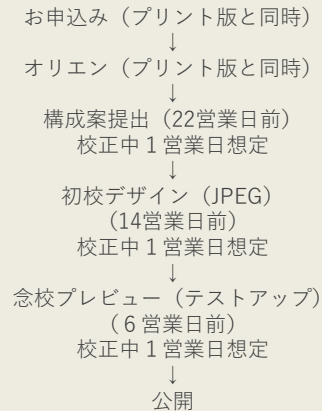 お申込み（プリント版と同時）
↓
オリエン（プリント版と同時）
↓
構成案提出（22営業日前）
校正中１営業日想定
↓
初校デザイン（JPEG）
（14営業日前）
校正中１営業日想定
↓
念校プレビュー（テストアップ）
（６営業日前）
校正中１営業日想定
↓
公開